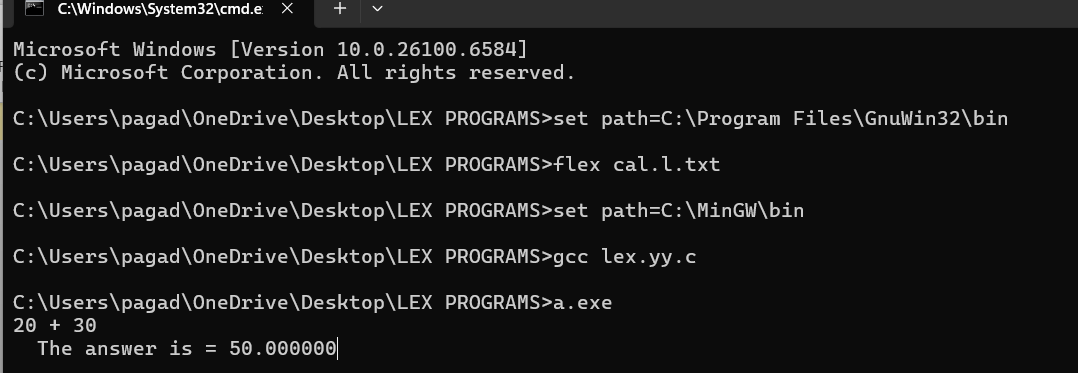 C:\Windows\System32\cmd.e
Microsoft Windows [Version 10.0.26100.6584]
(c) Microsoft Corporation. All rights reserved.
C:\Users\pagad\OneDrive\Desktop\LEX PROGRAMS>set path=C:\Program Files\GnuWin32\bin
C:\Users\pagad\OneDrive\Desktop\LEX PROGRAMS>flex cal.l.txt
C:\Users\pagad\OneDrive\Desktop\LEX PROGRAMS>set path=C:\MinGW\bin
C:\Users\pagad\OneDrive\Desktop\LEX PROGRAMS>gcc lex.yy.c
C:\Users\pagad\OneDrive\Desktop\LEX PROGRAMS>a.exe
20 + 30
The answer is = 50.000000